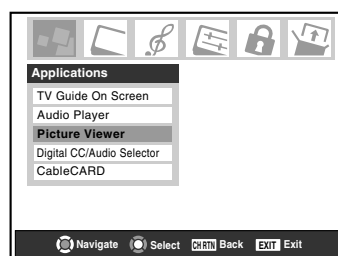 Applications
TV Guide On Screen
Audio Player
Picture Viewer
Digital CC/Audio Selector
CableCARD
Navigate Select CH RTN Back EXIT Exit